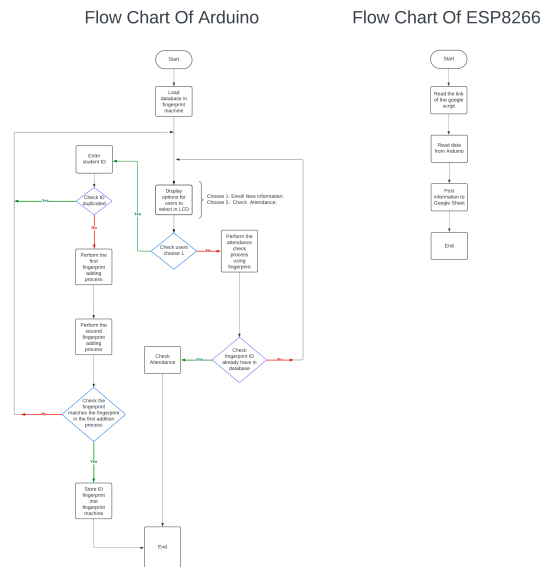 Flow Chart Of Arduino
Flow Chart Of ESP8266
Start
Load
database in
fingerprint
machine
Enter
student ID
Check ID
duplicated
Yes
No
Display
options for
users to
select in LCD
Choose 1: Enroll New Information;
Choose 2: Check Attendance;
Yes
Check users
choose 1
No
Perform the
attendance
check
process
using
fingerprint
Perform the
first
fingerprint
adding
process
Perform the
second
fingerprint
adding
process
Check
Attendance
Yes
Check
fingerprint ID
already have in
database
No
Check the
fingerprint
matches the fingerprint
in the first addition
process
No
Yes
Store ID
fingerprint
into
fingerprint
machine
End
Start
Read the link
of the google
script
Read data
from Arduino
Post
information to
Google Sheet
End